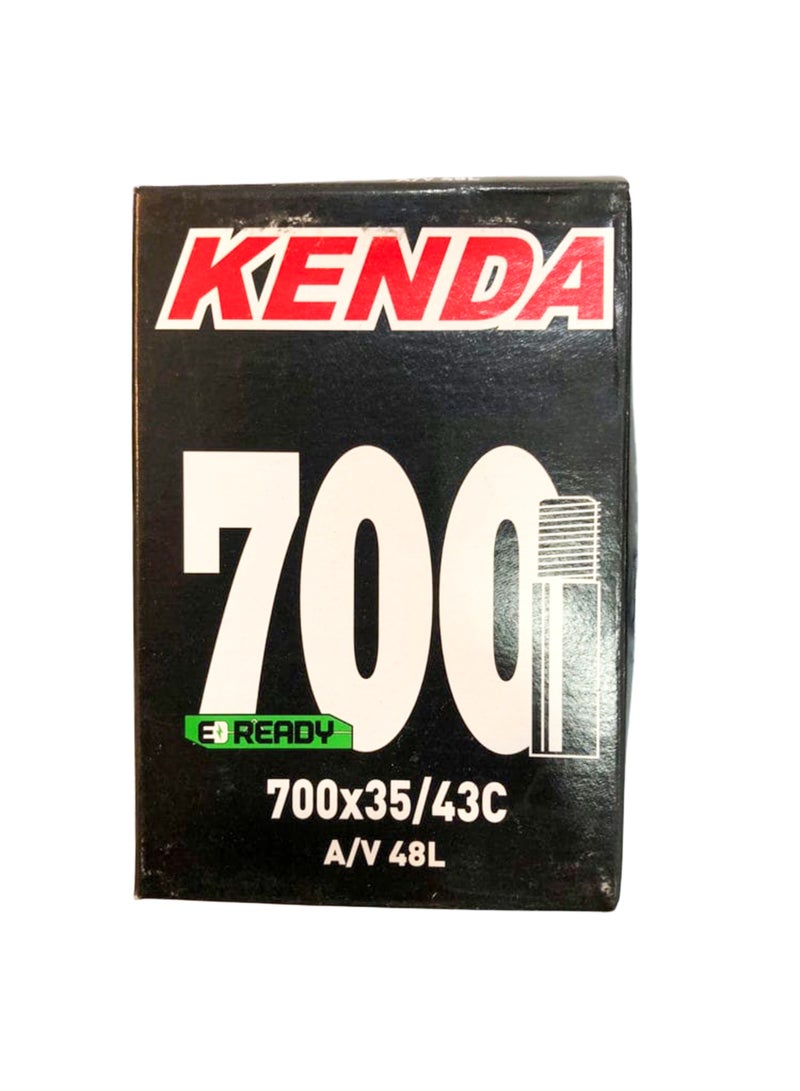 KENDA
700
E READY
700x35/43C
A/V 48L